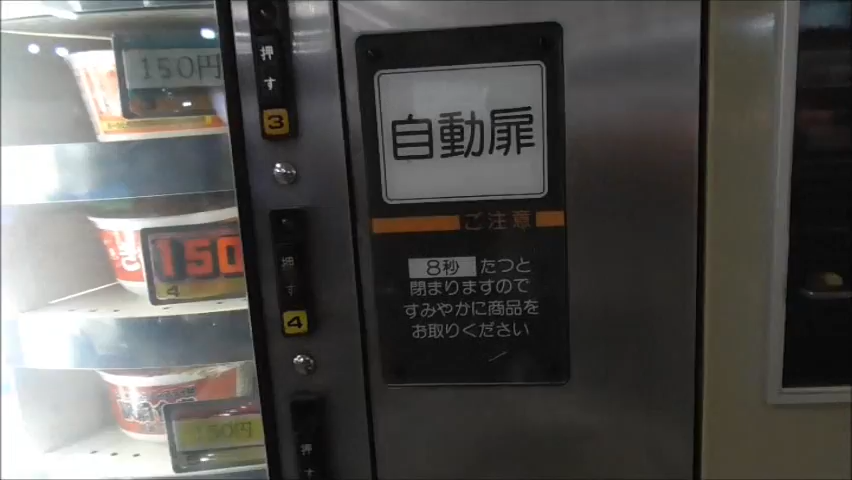 150円
押す
3
自動扉
ご注意
8秒 たつと
閉まりますので
すみやかに商品を
お取りください
150
4
押す
4
150円
押す